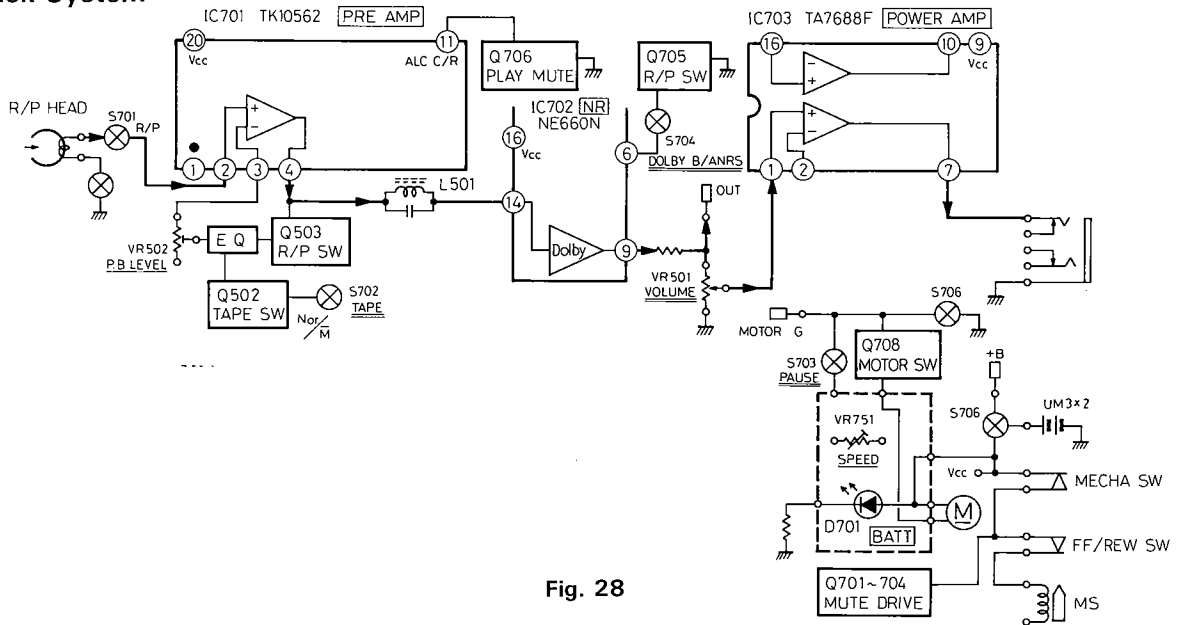 IC701 TK10562 PRE AMP
20
Vcc
11
ALC C/R
Q706
PLAY MUTE
Q705
R/P SW
IC703 TA7688F POWER AMP
16
10
9
Vcc
R/P HEAD
S701
R/P
IC702 NR
NE660N
16
Vcc
6
S704
DOLBY B/ANRS
1
2
3
4
L501
14
Dolby
9
OUT
1
2
7
VR502
P.B LEVEL
EQ
Q503
R/P SW
Q502
TAPE SW
S702
TAPE
Nor/M
VR501
VOLUME
MOTOR G
S706
S703
PAUSE
Q708
MOTOR SW
+B
S706
UM3×2
VR751
SPEED
Vcc
MECHA SW
D701
BATT
M
FF/REW SW
Q701~704
MUTE DRIVE
MS
Fig. 28